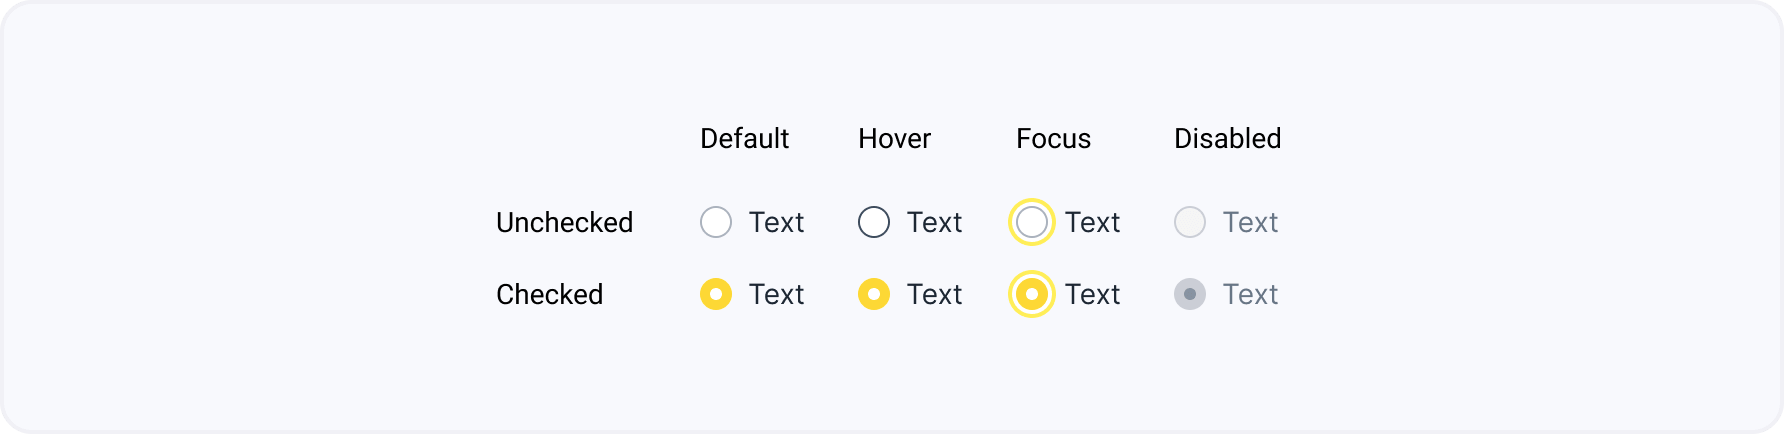 Default Hover Focus Disabled
Unchecked Text Text Text Text
Checked Text Text Text Text